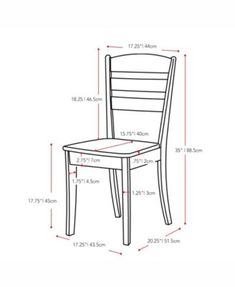 17.25"| 44cm
18.25 | 46.5cm
15.75"| 40cm
35" | 88.5cm
2.75"| 7cm
.75"| 2cm
1.75"| 4.5cm
1.25"| 3cm
17.75"| 45cm
17.25"| 43.5cm
20.25"| 51.5cm